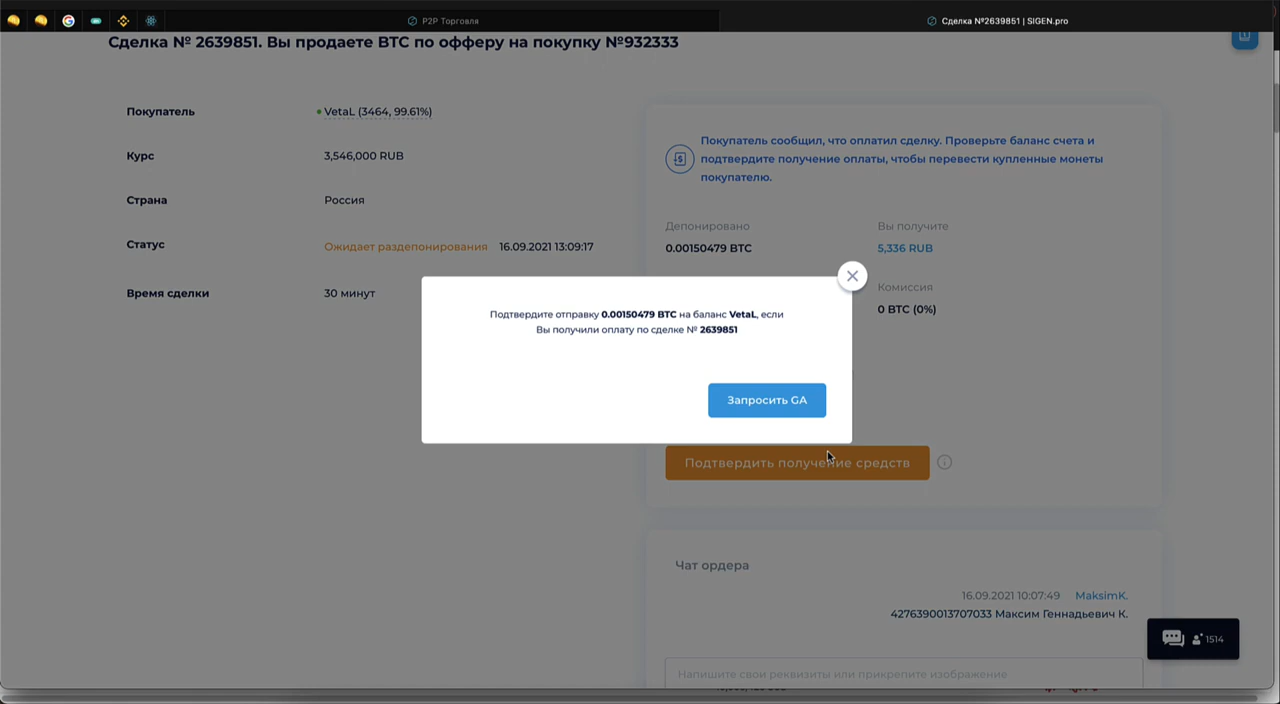 P2P Торговля
Сделка №2639851 | SIGEN.pro
Сделка № 2639851. Вы продаете BTC по офферу на покупку №932333
Покупатель
VetaL (3464, 99.61%)
Курс
3,546,000 RUB
Страна
Россия
Статус
Ожидает раздепонирования 16.09.2021 13:09:17
Время сделки
30 минут
Покупатель сообщил, что оплатил сделку. Проверьте баланс счета и
подтвердите получение оплаты, чтобы перевести купленные монеты
покупателю.
Депонировано
0.00150479 BTC
Вы получите
5,336 RUB
Комиссия
0 BTC (0%)
Подтвердите отправку 0.00150479 BTC на баланс VetaL, если
Вы получили оплату по сделке № 2639851
Запросить GA
Подтвердить получение средств
Чат ордера
16.09.2021 10:07:49 MaksimK.
4276390013707033 Максим Геннадьевич К.
1514
Напишите свои реквизиты или прикрепите изображение